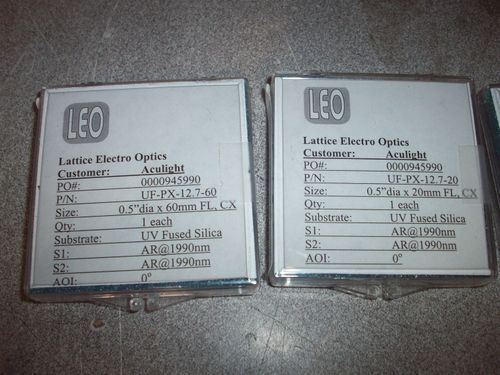 LEO
Lattice Electro Optics
Customer: Aculight
PO#: 0000945990
P/N: UF-PX-12.7-60
Size: 0.5"dia x 60mm FL, CX
Qty: 1 each
Substrate: UV Fused Silica
S1: AR@1990nm
S2: AR@1990nm
AOI: 0º
LEO
Lattice Electro Optics
Customer: Aculight
PO#: 0000945990
P/N: UF-PX-12.7-20
Size: 0.5"dia x 20mm FL, CX
Qty: 1 each
Substrate: UV Fused Silica
S1: AR@1990nm
S2: AR@1990nm
AOI: 0º